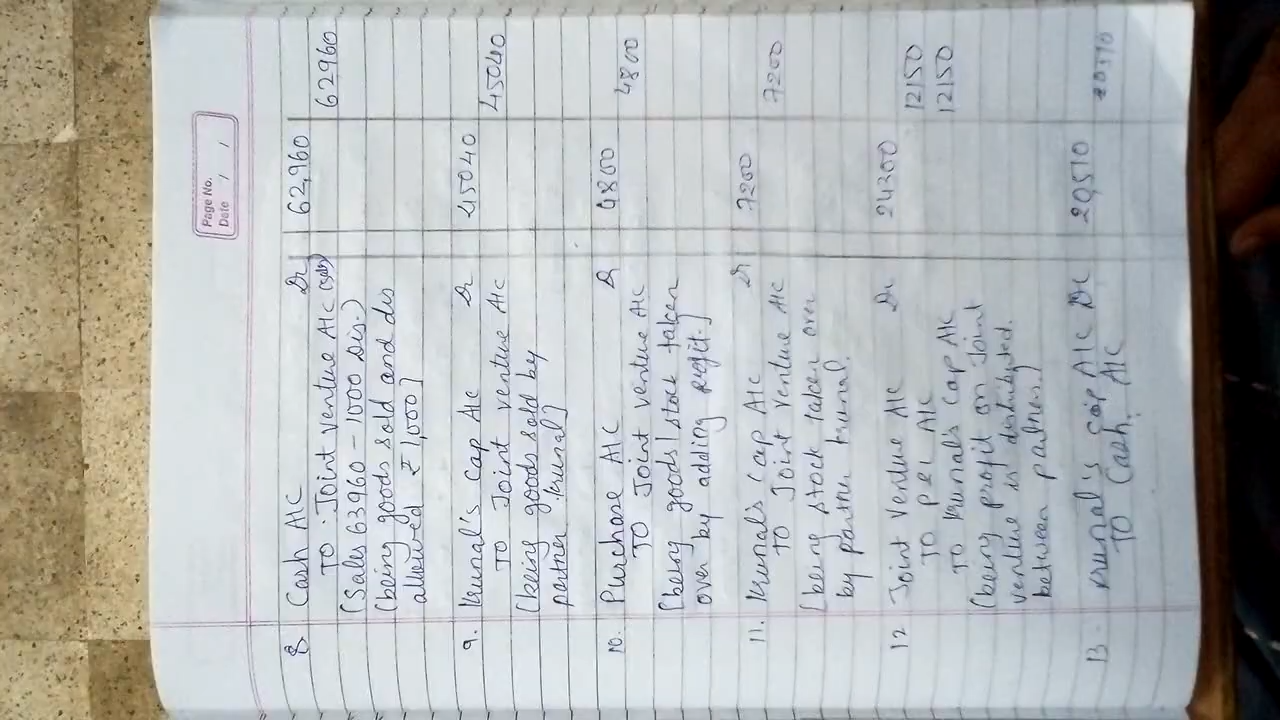 Page No.
Date / /
8 Cash A/C Dr 62,960
To Joint Venture A/C (sales) 62960
(Sales 63960 - 1000 Dis.)
(being goods sold and dis
allowed ₹ 1,000]
9. Krunal's Cap A/C Dr 45040
TO Joint venture A/C 45040
[being goods sold by
partner krunal]
10. Purchase A/C Dr 4800
TO Joint venture A/C 4800
[being goods/stock taken
over by adding profit.]
11. Krunal's Cap A/C Dr 7200
TO Joint Venture A/C 7200
[being stock taken over
by partner krunal.
12 Joint Venture A/C Dr 24300
TO P&L A/C 12150
TO Krunal's Cap A/C 12150
(being profit on Joint
venture is distributed
between
13. Krunal's cap A/C Dr 20,510
TO Cash A/C